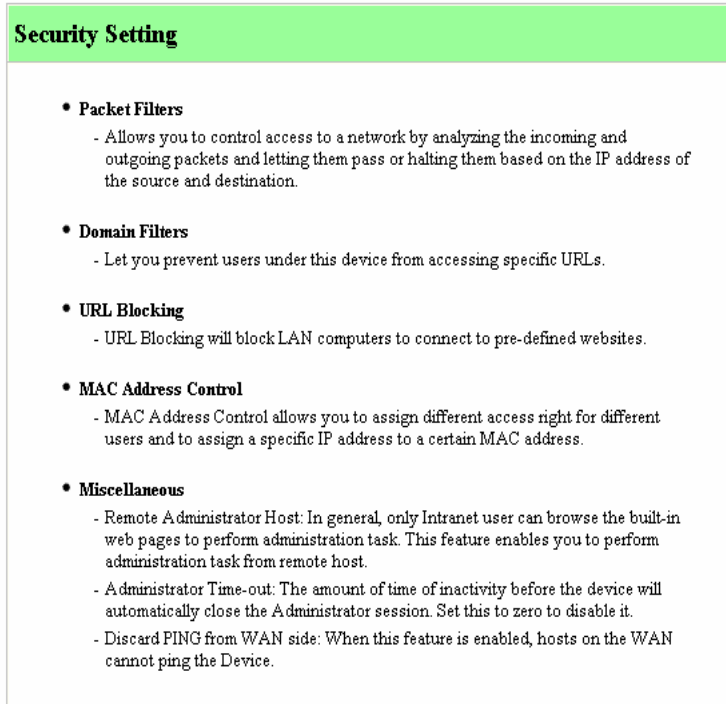 Security Setting
• Packet Filters
- Allows you to control access to a network by analyzing the incoming and
outgoing packets and letting them pass or halting them based on the IP address of
the source and destination.
• Domain Filters
- Let you prevent users under this device from accessing specific URLs.
• URL Blocking
- URL Blocking will block LAN computers to connect to pre-defined websites.
• MAC Address Control
- MAC Address Control allows you to assign different access right for different
users and to assign a specific IP address to a certain MAC address.
• Miscellaneous
- Remote Administrator Host: In general, only Intranet user can browse the built-in
web pages to perform administration task. This feature enables you to perform
administration task from remote host.
- Administrator Time-out: The amount of time of inactivity before the device will
automatically close the Administrator session. Set this to zero to disable it.
- Discard PING from WAN side: When this feature is enabled, hosts on the WAN
cannot ping the Device.